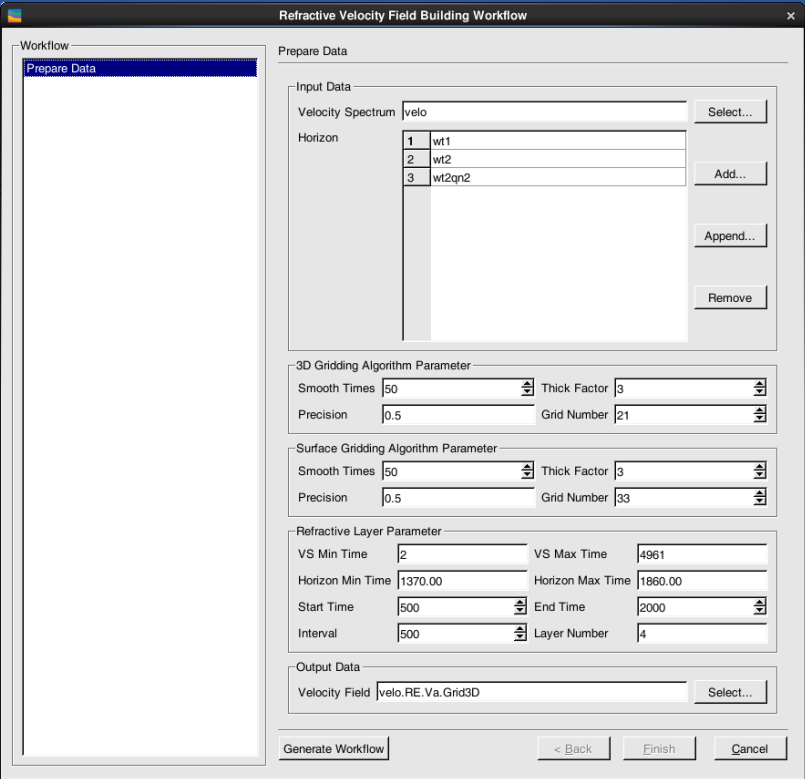 Refractive Velocity Field Building Workflow
Workflow
Prepare Data
Prepare Data
Input Data
Velocity Spectrum velo Select...
Horizon
1 wt1
2 wt2
3 wt2qn2
Add...
Append...
Remove
3D Gridding Algorithm Parameter
Smooth Times 50 Thick Factor 3
Precision 0.5 Grid Number 21
Surface Gridding Algorithm Parameter
Smooth Times 50 Thick Factor 3
Precision 0.5 Grid Number 33
Refractive Layer Parameter
VS Min Time 2 VS Max Time 4961
Horizon Min Time 1370.00 Horizon Max Time 1860.00
Start Time 500 End Time 2000
Interval 500 Layer Number 4
Output Data
Velocity Field velo.RE.Va.Grid3D Select...
Generate Workflow < Back Finish Cancel